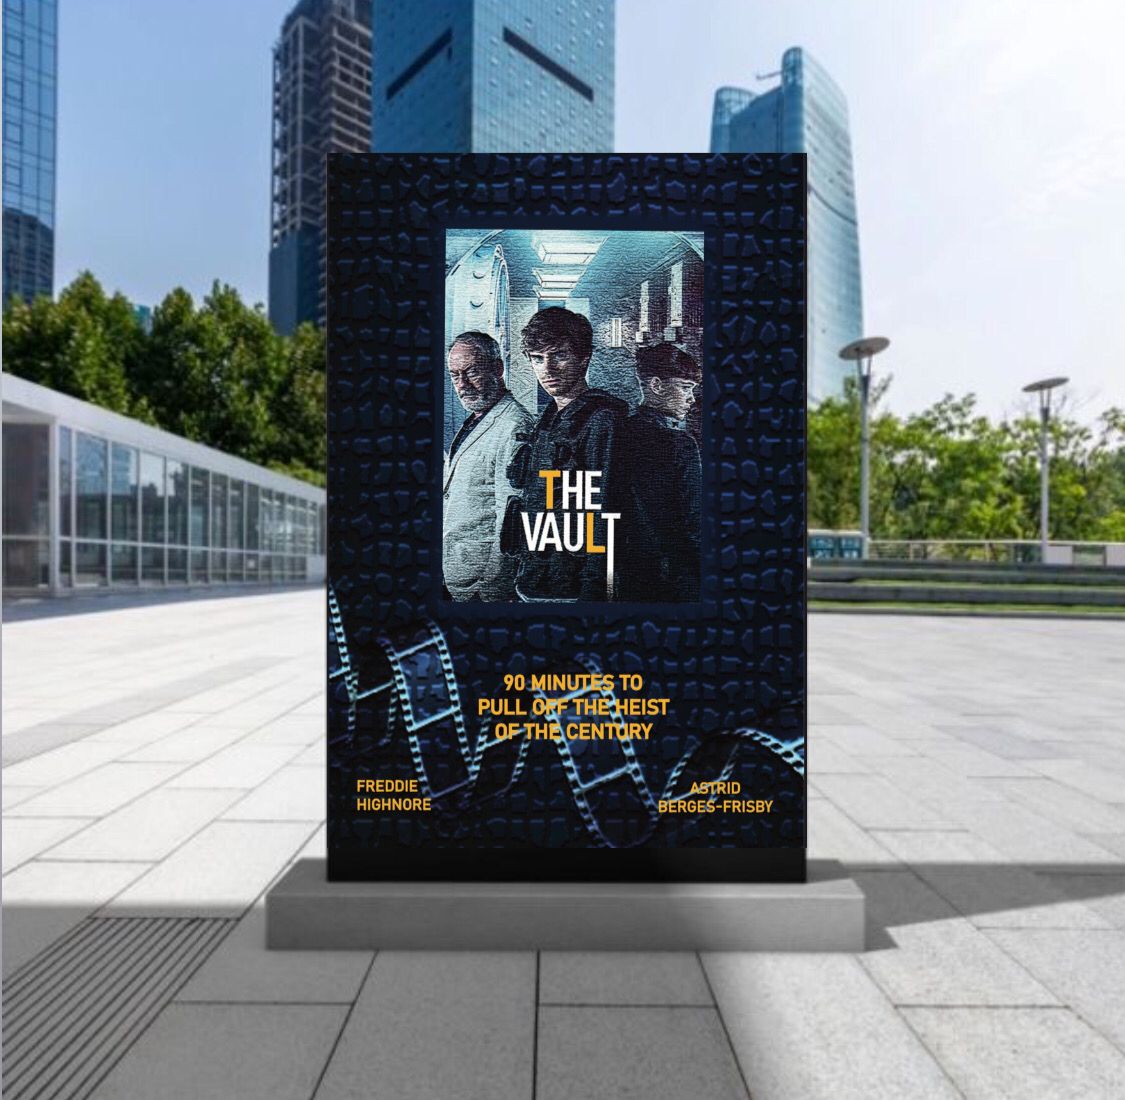 THE
VAULT
90 MINUTES TO
PULL OFF THE HEIST
OF THE CENTURY
FREDDIE
HIGHNORE
ASTRID
BERGES-FRISBY